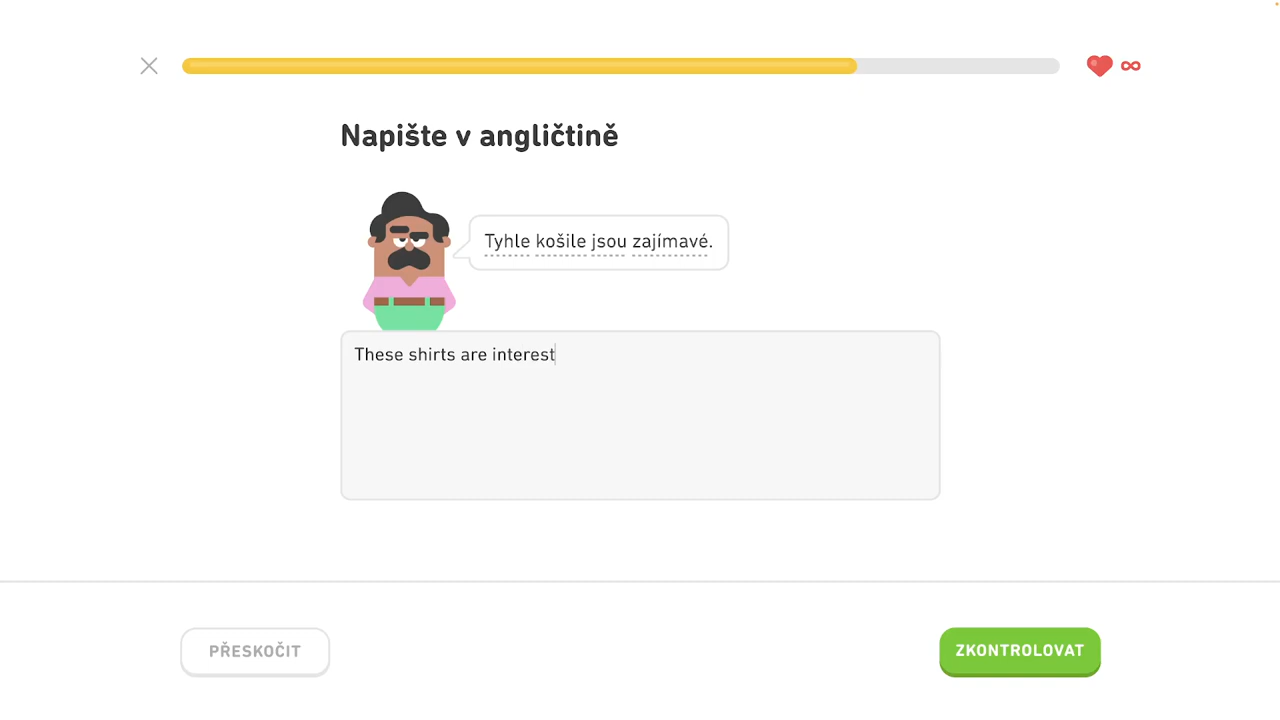 ∞
Napište v angličtině
Tyhle košile jsou zajímavé.
These shirts are interest
PŘESKOČIT
ZKONTROLOVAT